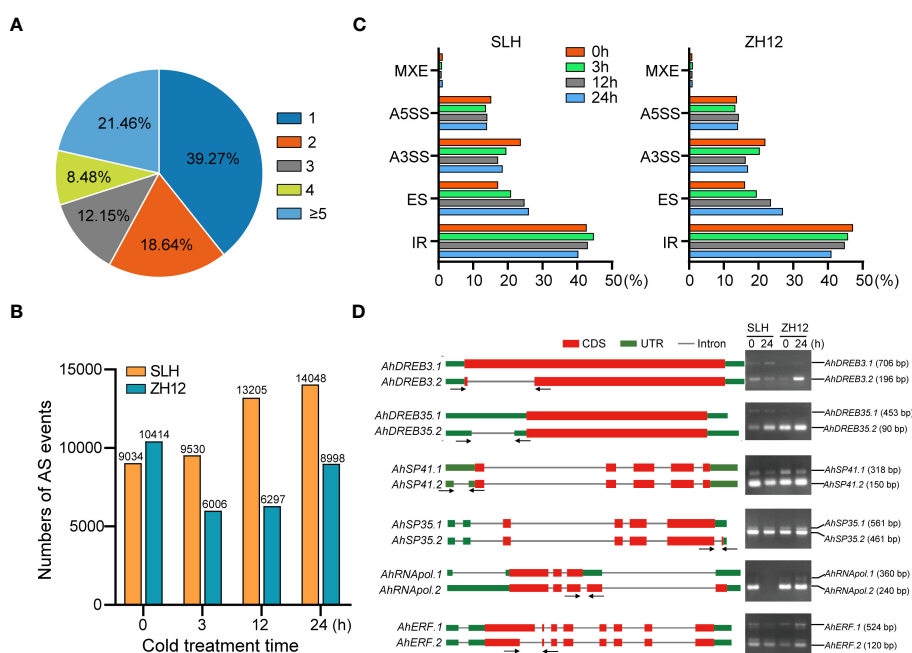 A
21.46%
39.27%
8.48%
12.15%
18.64%
1
2
3
4
≥5
B
Numbers of AS events
15000
10000
5000
0
SLH
ZH12
9034
10414
9530
6006
13205
6297
14048
8998
0
3
12
24 (h)
Cold treatment time
C
SLH
0h
3h
12h
24h
MXE
A5SS
A3SS
ES
IR
0
10
20
30
40
50(%)
ZH12
MXE
A5SS
A3SS
ES
IR
0
10
20
30
40
50 (%)
D
CDS
UTR
Intron
SLH
ZH12
0
24
0
24
(h)
AhDREB3.1
AhDREB3.2
AhDREB3.1 (706 bp)
AhDREB3.2 (196 bp)
AhDREB35.1
AhDREB35.2
AhDREB35.1 (453 bp)
AhDREB35.2 (90 bp)
AhSP41.1
AhSP41.2
AhSP41.1 (318 bp)
AhSP41.2 (150 bp)
AhSP35.1
AhSP35.2
AhSP35.1 (561 bp)
AhSP35.2 (461 bp)
AhRNApol.1
AhRNApol.2
AhRNApol.1 (360 bp)
AhRNApol.2 (240 bp)
AhERF.1
AhERF.2
AhERF.1 (524 bp)
AhERF.2 (120 bp)